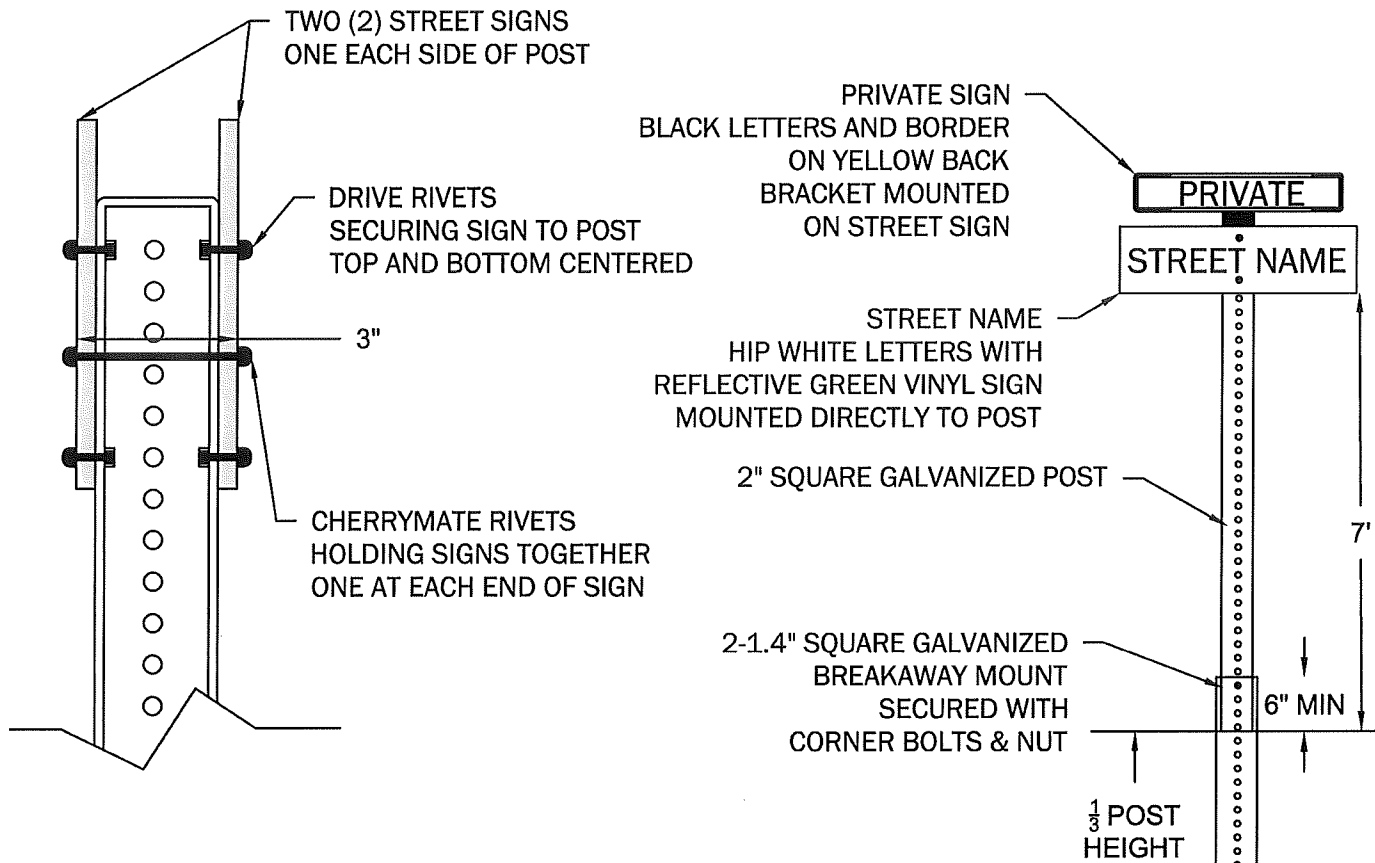 TWO (2) STREET SIGNS
ONE EACH SIDE OF POST
DRIVE RIVETS
SECURING SIGN TO POST
TOP AND BOTTOM CENTERED
3"
CHERRYMATE RIVETS
HOLDING SIGNS TOGETHER
ONE AT EACH END OF SIGN
PRIVATE SIGN
BLACK LETTERS AND BORDER
ON YELLOW BACK
BRACKET MOUNTED
ON STREET SIGN
PRIVATE
STREET NAME
STREET NAME
HIP WHITE LETTERS WITH
REFLECTIVE GREEN VINYL SIGN
MOUNTED DIRECTLY TO POST
2" SQUARE GALVANIZED POST
7'
2-1.4" SQUARE GALVANIZED
BREAKAWAY MOUNT
SECURED WITH
CORNER BOLTS & NUT
6" MIN
1/3 POST
HEIGHT